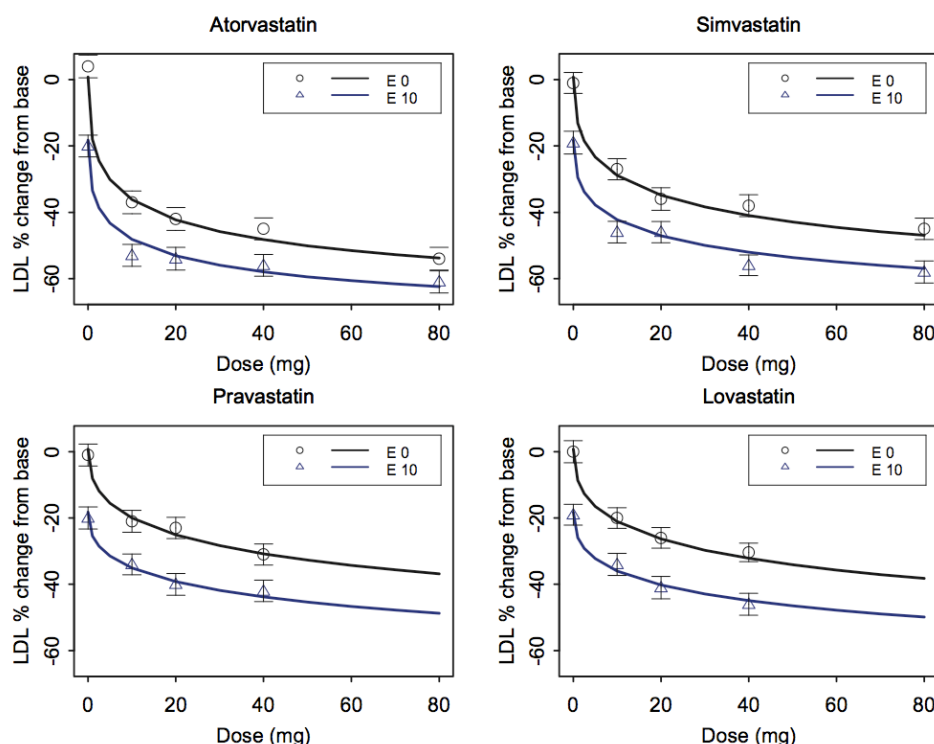 Atorvastatin
LDL % change from base
0
-20
-40
-60
E 0
E 10
0 20 40 60 80
Dose (mg)
Simvastatin
LDL % change from base
0
-20
-40
-60
E 0
E 10
0 20 40 60 80
Dose (mg)
Pravastatin
LDL % change from base
0
-20
-40
-60
E 0
E 10
0 20 40 60 80
Dose (mg)
Lovastatin
LDL % change from base
0
-20
-40
-60
E 0
E 10
0 20 40 60 80
Dose (mg)